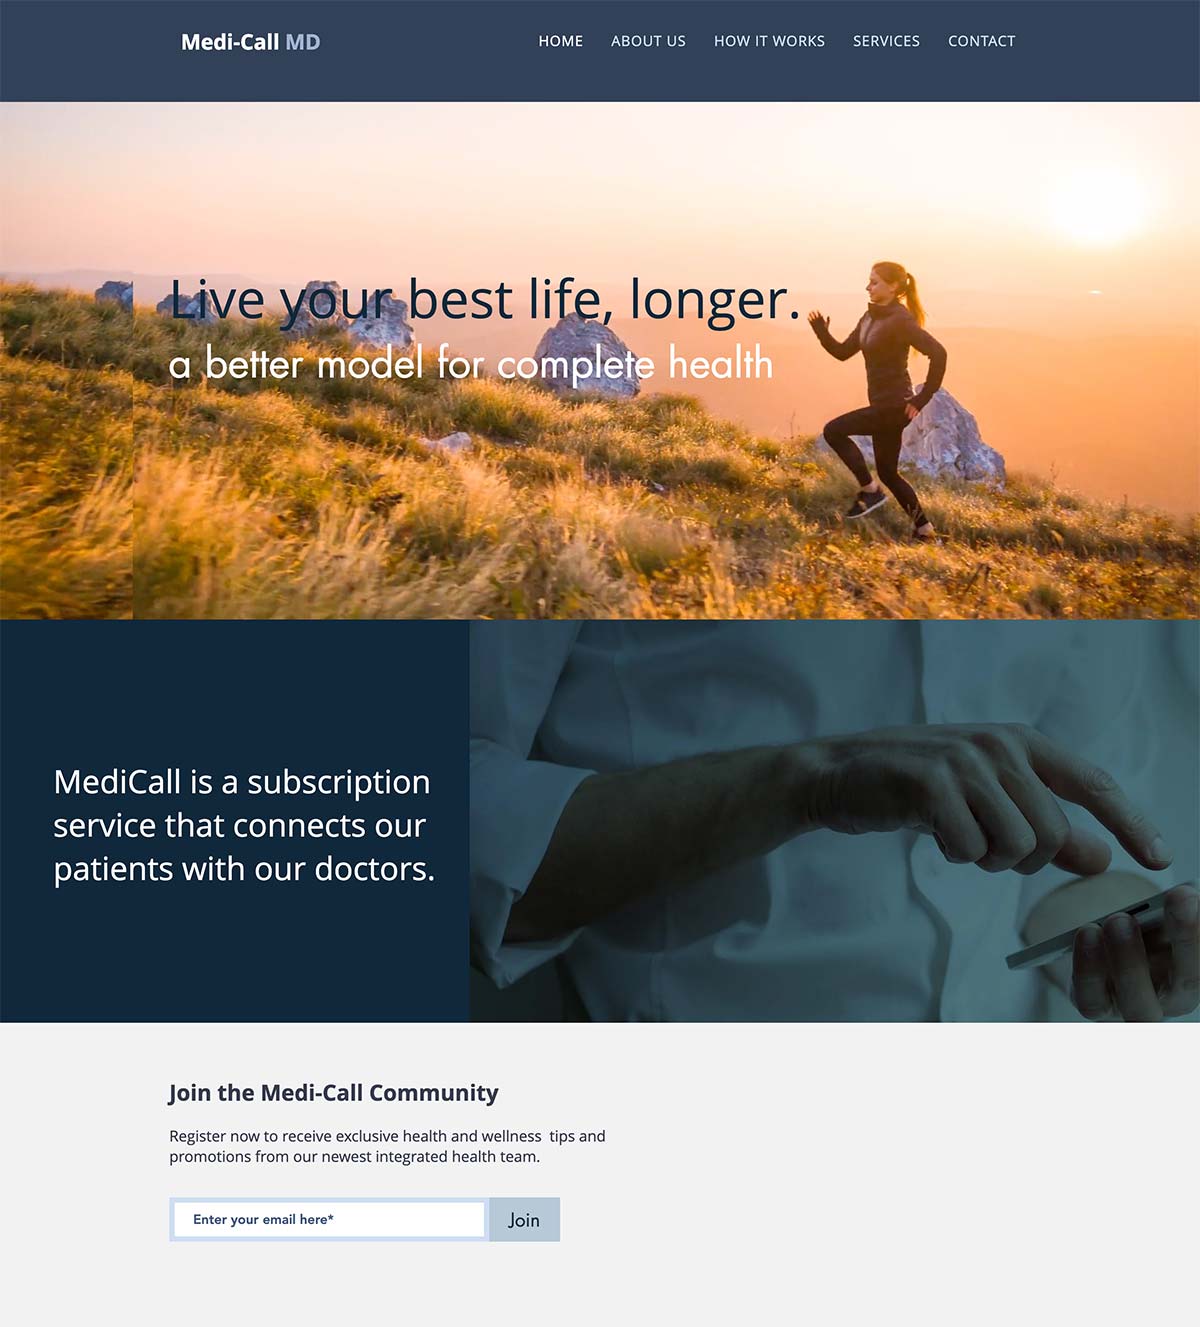 Medi-Call MD
HOME ABOUT US HOW IT WORKS SERVICES CONTACT
Live your best life, longer.
a better model for complete health
MediCall is a subscription
service that connects our
patients with our doctors.
Join the Medi-Call Community
Register now to receive exclusive health and wellness  tips and
promotions from our newest integrated health team.
Enter your email here*
Join